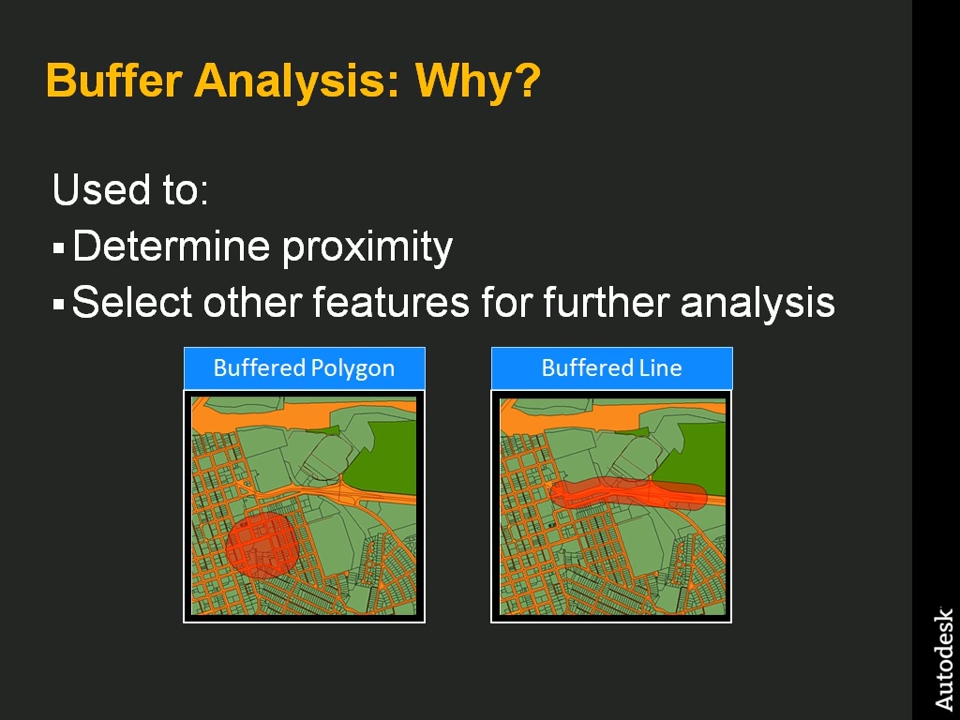 Buffer Analysis: Why?
Used to:
▪ Determine proximity
▪ Select other features for further analysis
Buffered Polygon
Buffered Line
Autodesk